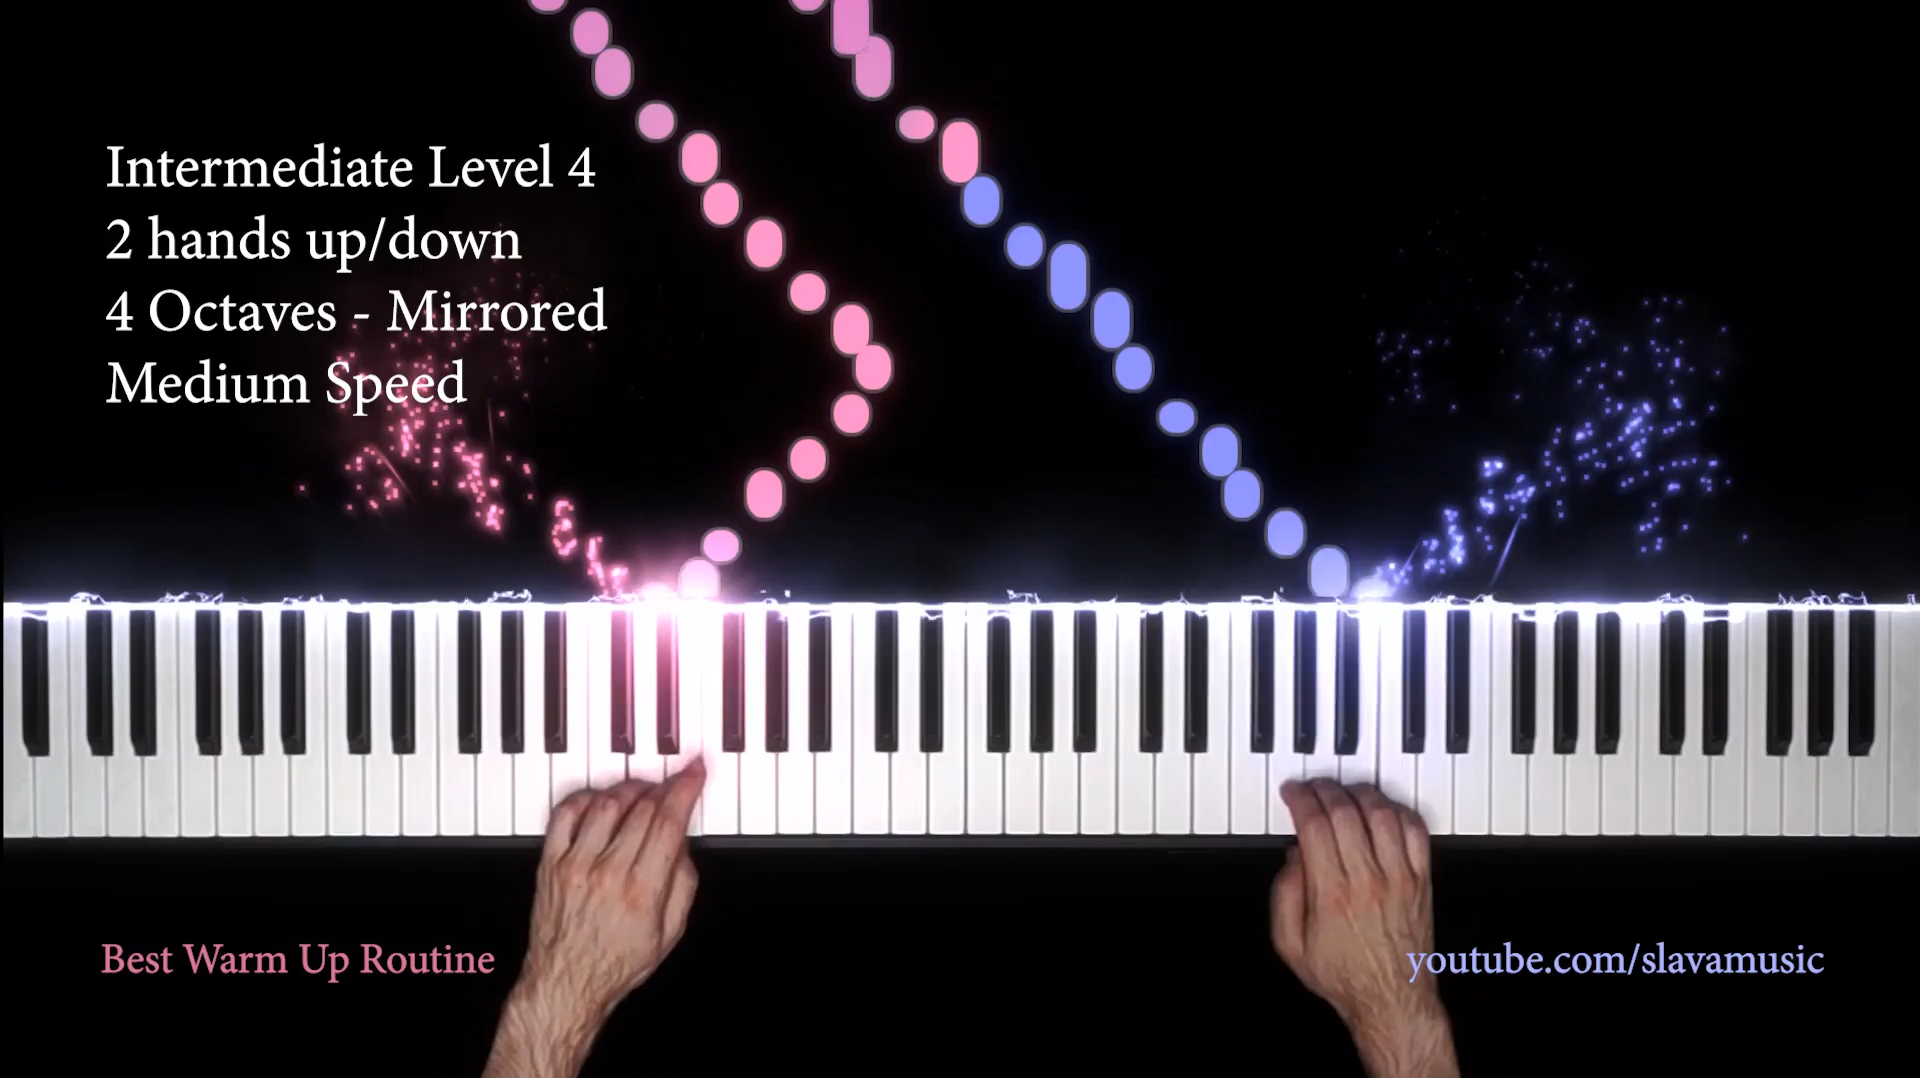 Intermediate Level 4
2 hands up/down
4 Octaves - Mirrored
Medium Speed
Best Warm Up Routine
youtube.com/slavamusic